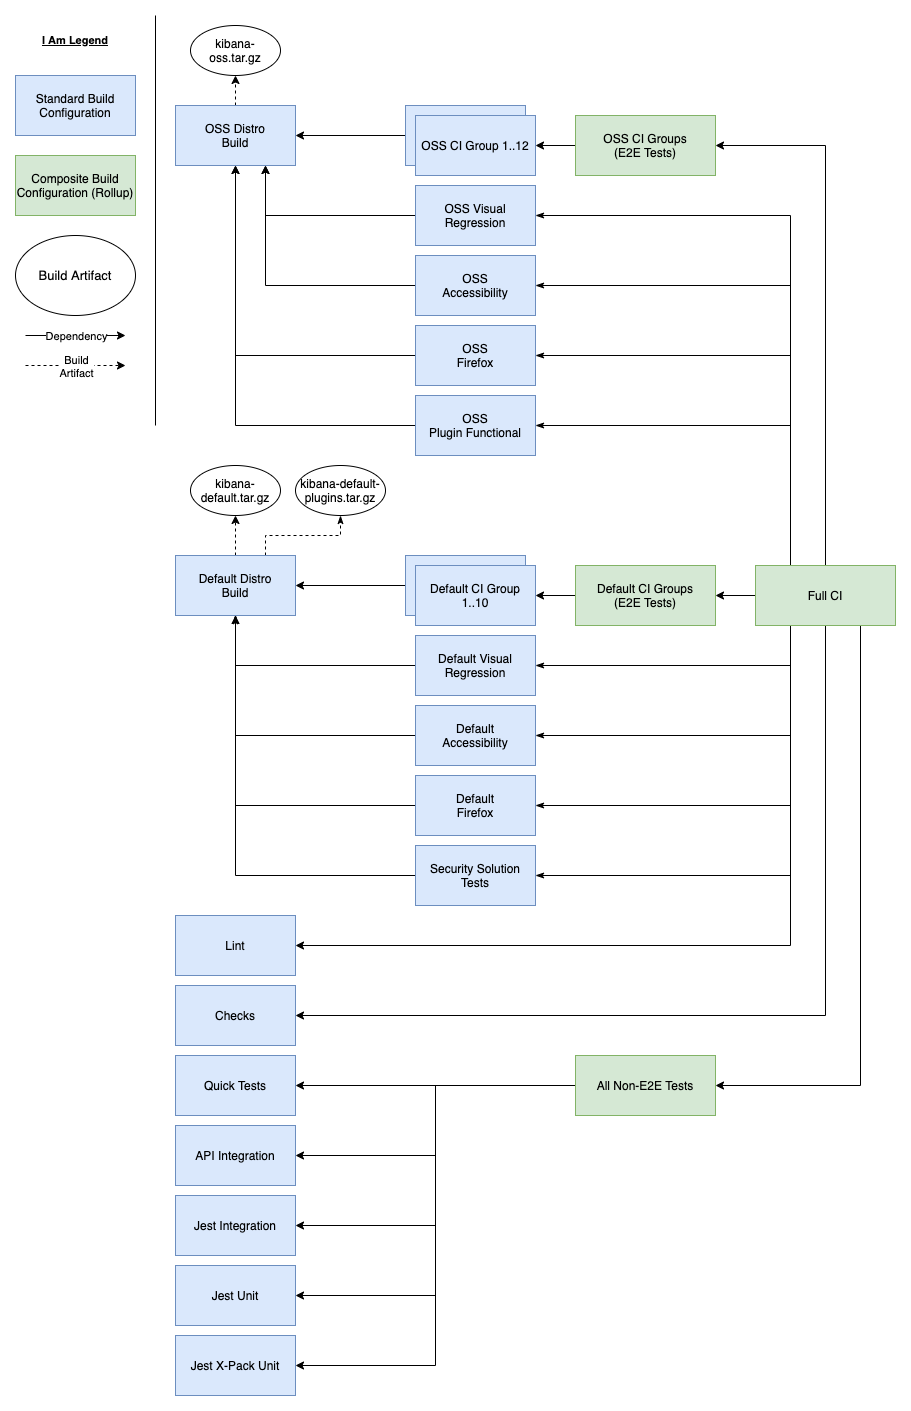 I Am Legend
Standard Build
Configuration
Composite Build
Configuration (Rollup)
Build Artifact
Dependency
Build
Artifact
kibana-
oss.tar.gz
OSS Distro
Build
OSS CI Group 1..12
OSS CI Groups
(E2E Tests)
OSS Visual
Regression
OSS
Accessibility
OSS
Firefox
OSS
Plugin Functional
kibana-
default.tar.gz
kibana-default-
plugins.tar.gz
Default Distro
Build
Default CI Group
1..10
Default CI Groups
(E2E Tests)
Full CI
Default Visual
Regression
Default
Accessibility
Default
Firefox
Security Solution
Tests
Lint
Checks
Quick Tests
All Non-E2E Tests
API Integration
Jest Integration
Jest Unit
Jest X-Pack Unit